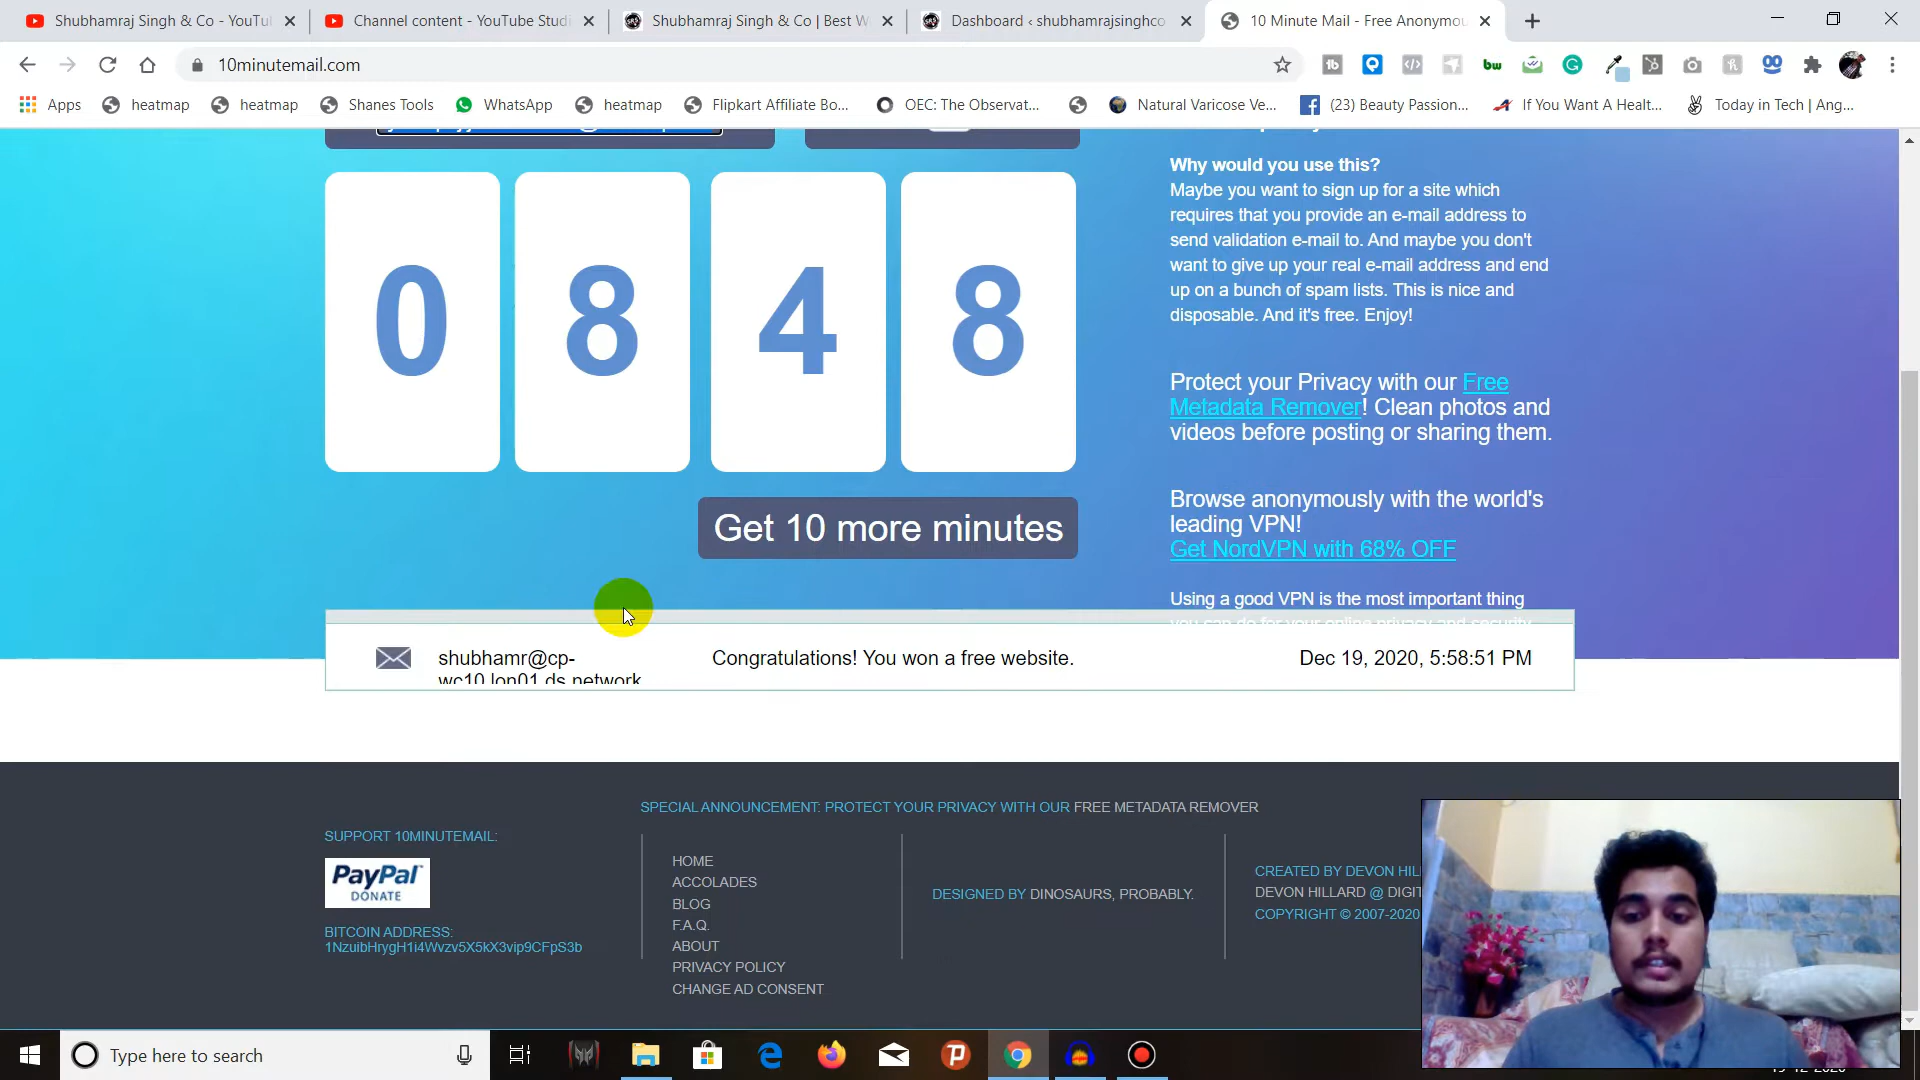 Shubhamraj Singh & Co - YouTu
Channel content - YouTube Studi
Shubhamraj Singh & Co | Best W
Dashboard ‹ shubhamrajsinghco
10 Minute Mail - Free Anonymou
10minutemail.com
Apps
heatmap
heatmap
Shanes Tools
WhatsApp
heatmap
Flipkart Affiliate Bo...
OEC: The Observat...
Natural Varicose Ve...
(23) Beauty Passion...
If You Want A Healt...
Today in Tech | Ang...
0 8 4 8
Get 10 more minutes
Why would you use this?
Maybe you want to sign up for a site which
requires that you provide an e-mail address to
send validation e-mail to. And maybe you don't
want to give up your real e-mail address and end
up on a bunch of spam lists. This is nice and
disposable. And it's free. Enjoy!
Protect your Privacy with our Free
Metadata Remover! Clean photos and
videos before posting or sharing them.
Browse anonymously with the world's
leading VPN!
Get NordVPN with 68% OFF
Using a good VPN is the most important thing
you can do for your online privacy and security
shubhamr@cp-
wc10.lon01.ds.network
Congratulations! You won a free website.
Dec 19, 2020, 5:58:51 PM
SPECIAL ANNOUNCEMENT: PROTECT YOUR PRIVACY WITH OUR FREE METADATA REMOVER
SUPPORT 10MINUTEMAIL:
PayPal
DONATE
BITCOIN ADDRESS:
1NzuibHrygH1i4Wvzv5X5kX3vip9CFpS3b
HOME
ACCOLADES
BLOG
F.A.Q.
ABOUT
PRIVACY POLICY
CHANGE AD CONSENT
DESIGNED BY DINOSAURS, PROBABLY.
CREATED BY DEVON HIL
DEVON HILLARD @ DIGIT
COPYRIGHT © 2007-2020
Type here to search